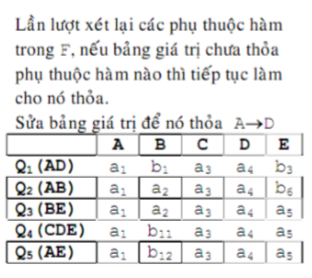 Lần lượt xét lại các phụ thuộc hàm
trong F, nếu bảng giá trị chưa thỏa
phụ thuộc hàm nào thì tiếp tục làm
cho nó thỏa.
Sửa bảng giá trị để nó thỏa A→D
A B C D E
Q₁ (AD) a₁ b₁ a₃ a₄ b₃
Q₂ (AB) a₁ a₂ a₃ a₄ b₆
Q₃ (BE) a₁ a₂ a₃ a₄ a₅
Q₄ (CDE) a₁ b₁₁ a₃ a₄ a₅
Q₅ (AE) a₁ b₁₂ a₃ a₄ a₅